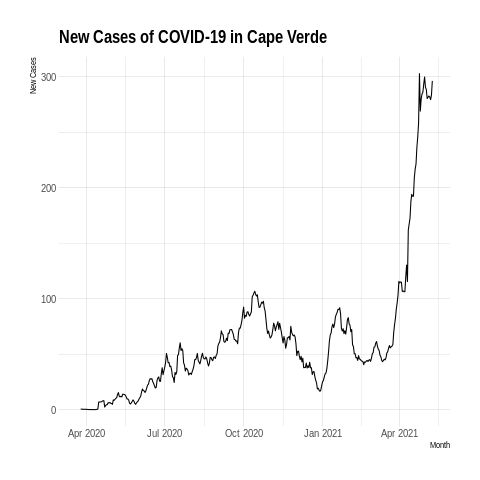 New Cases of COVID-19 in Cape Verde
New Cases
300
200
100
0
Apr 2020 Jul 2020 Oct 2020 Jan 2021 Apr 2021
Month